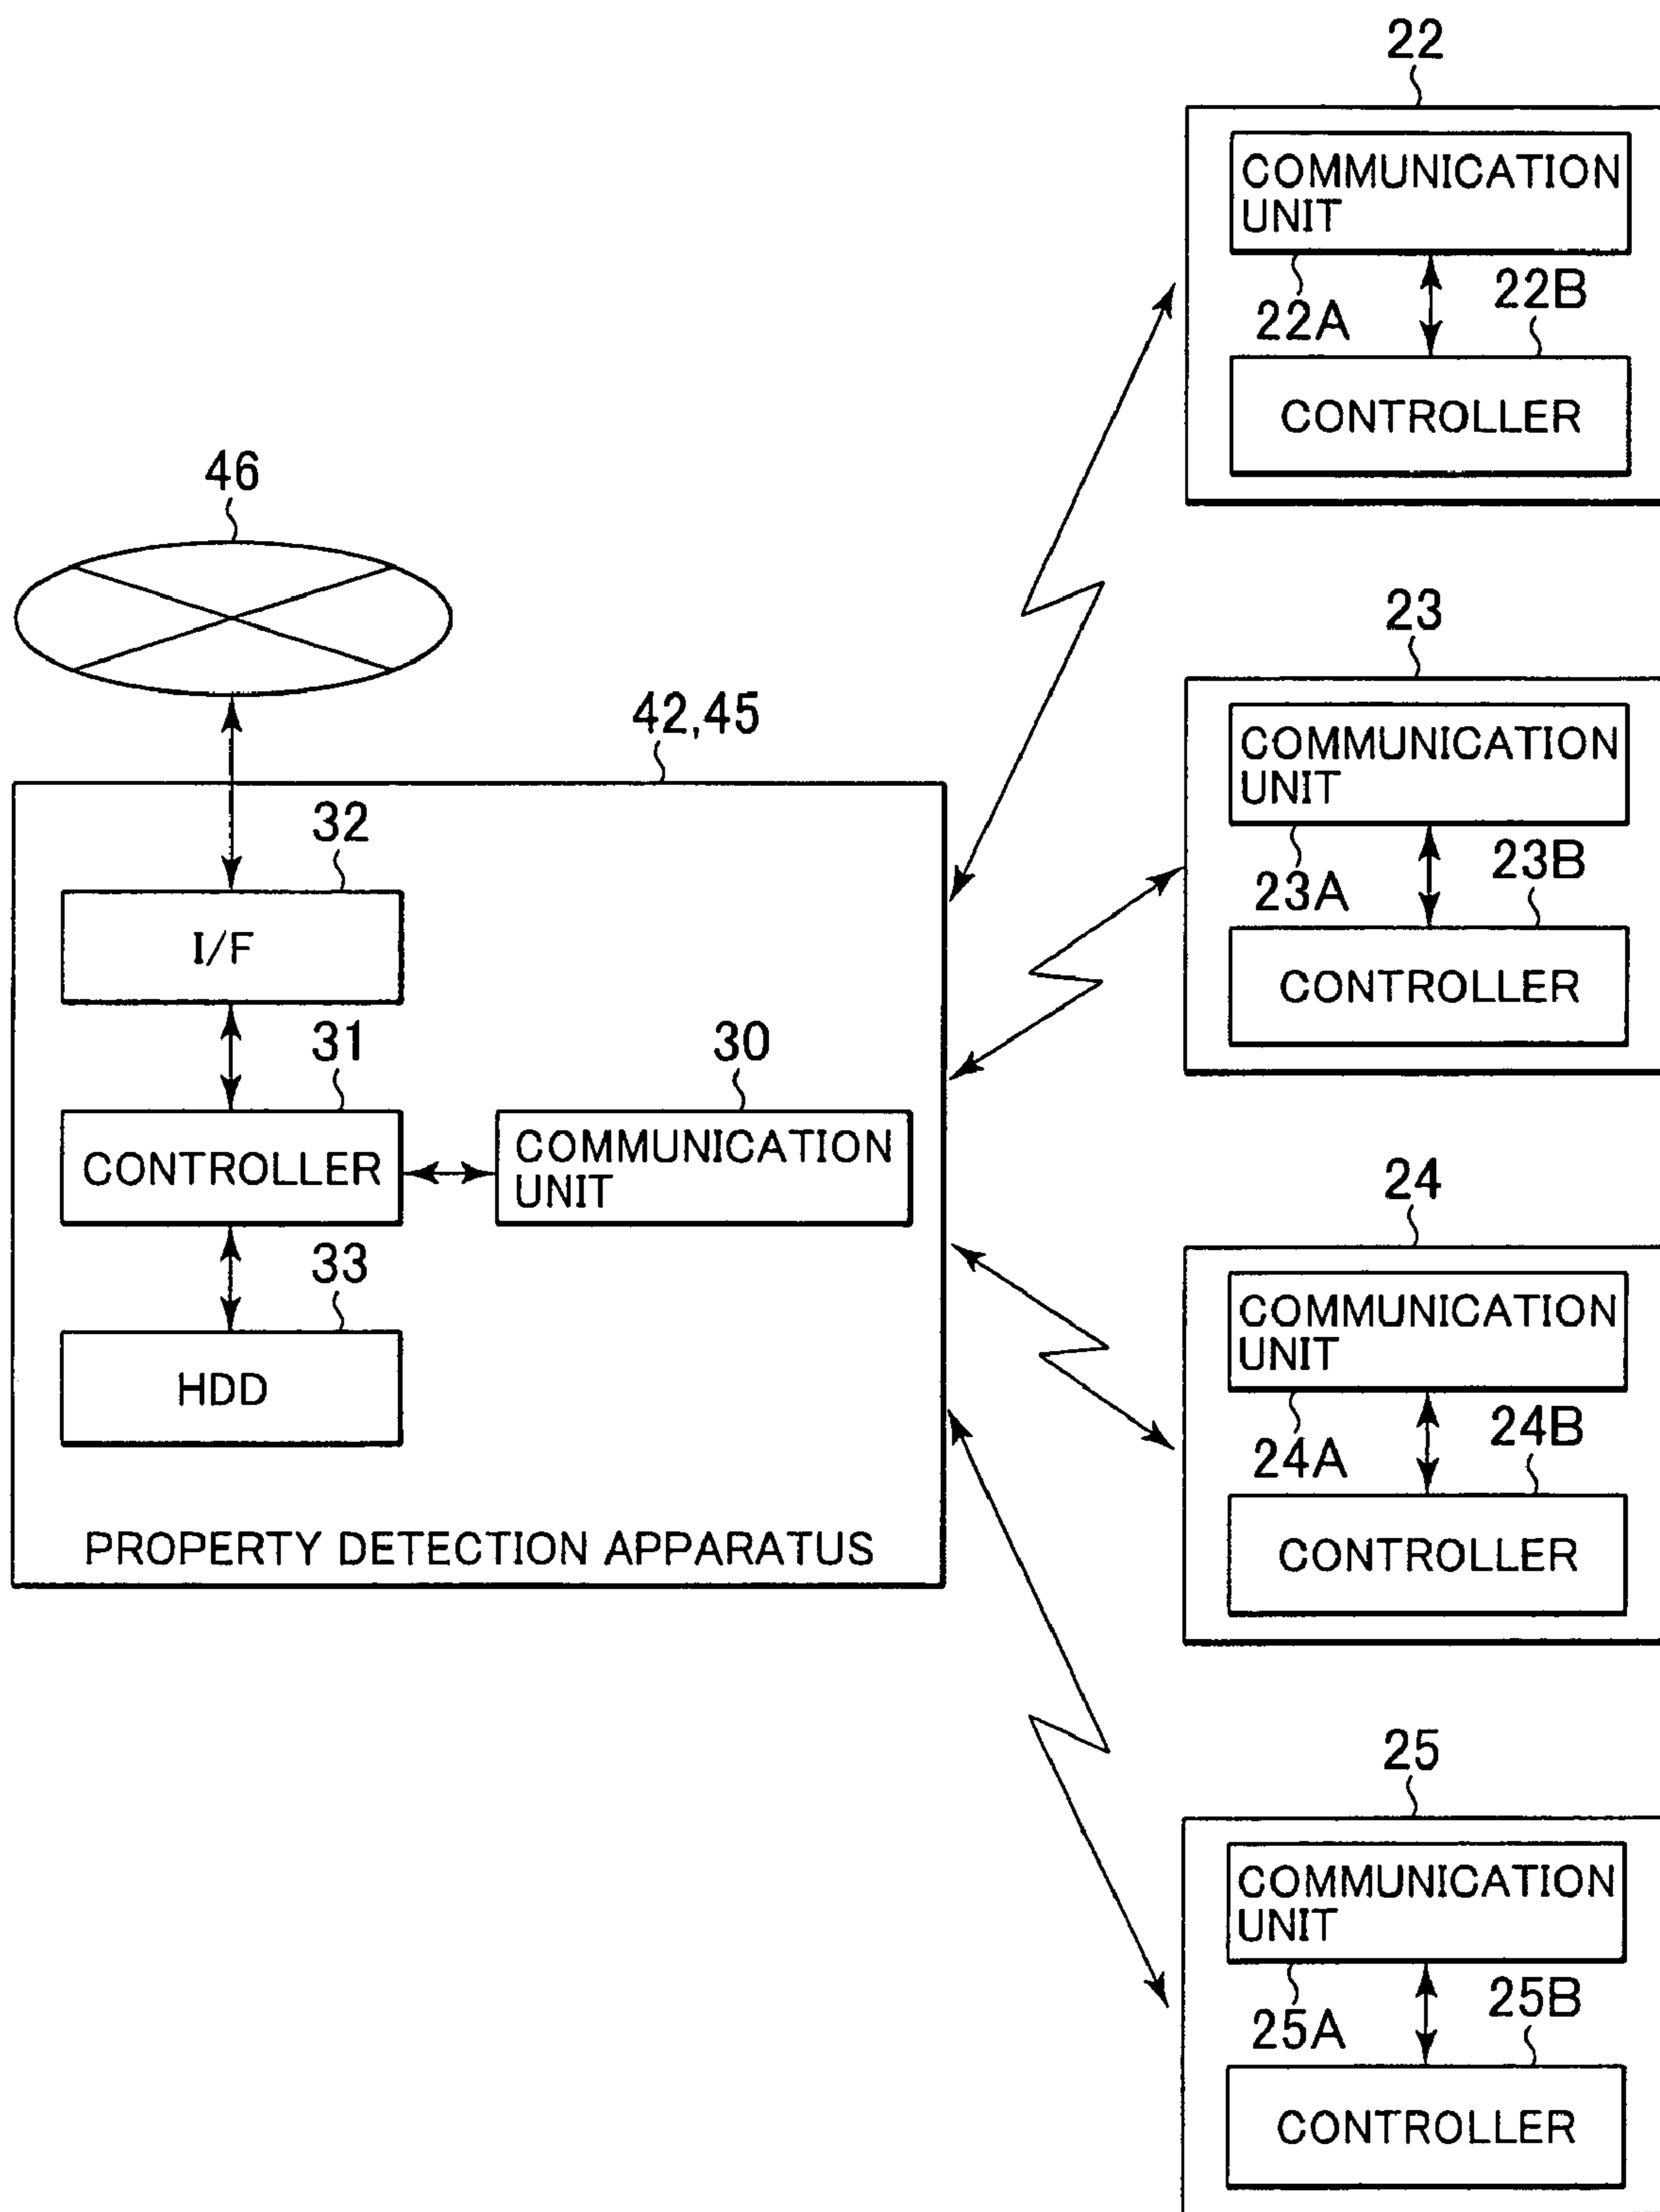 22
COMMUNICATION
UNIT
22A
22B
CONTROLLER
46
23
COMMUNICATION
UNIT
23A
23B
CONTROLLER
42,45
32
I/F
31
CONTROLLER
30
COMMUNICATION
UNIT
33
HDD
PROPERTY DETECTION APPARATUS
24
COMMUNICATION
UNIT
24A
24B
CONTROLLER
25
COMMUNICATION
UNIT
25A
25B
CONTROLLER